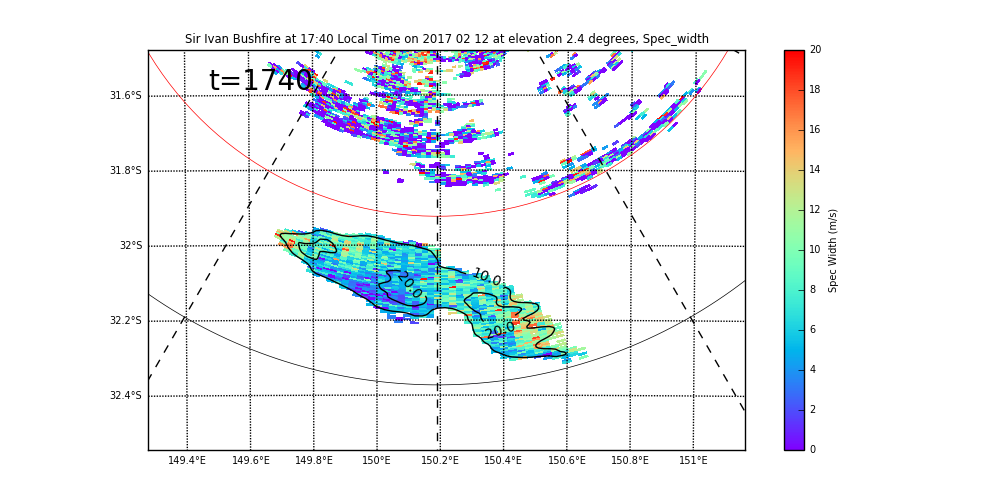 Sir Ivan Bushfire at 17:40 Local Time on 2017 02 12 at elevation 2.4 degrees, Spec_width
t=1740
31.6°S
31.8°S
32°S
32.2°S
32.4°S
10.0
20.0
149.4°E 149.6°E 149.8°E 150°E 150.2°E 150.4°E 150.6°E 150.8°E 151°E
20
18
16
14
12
10
8
6
4
2
0
Spec Width (m/s)